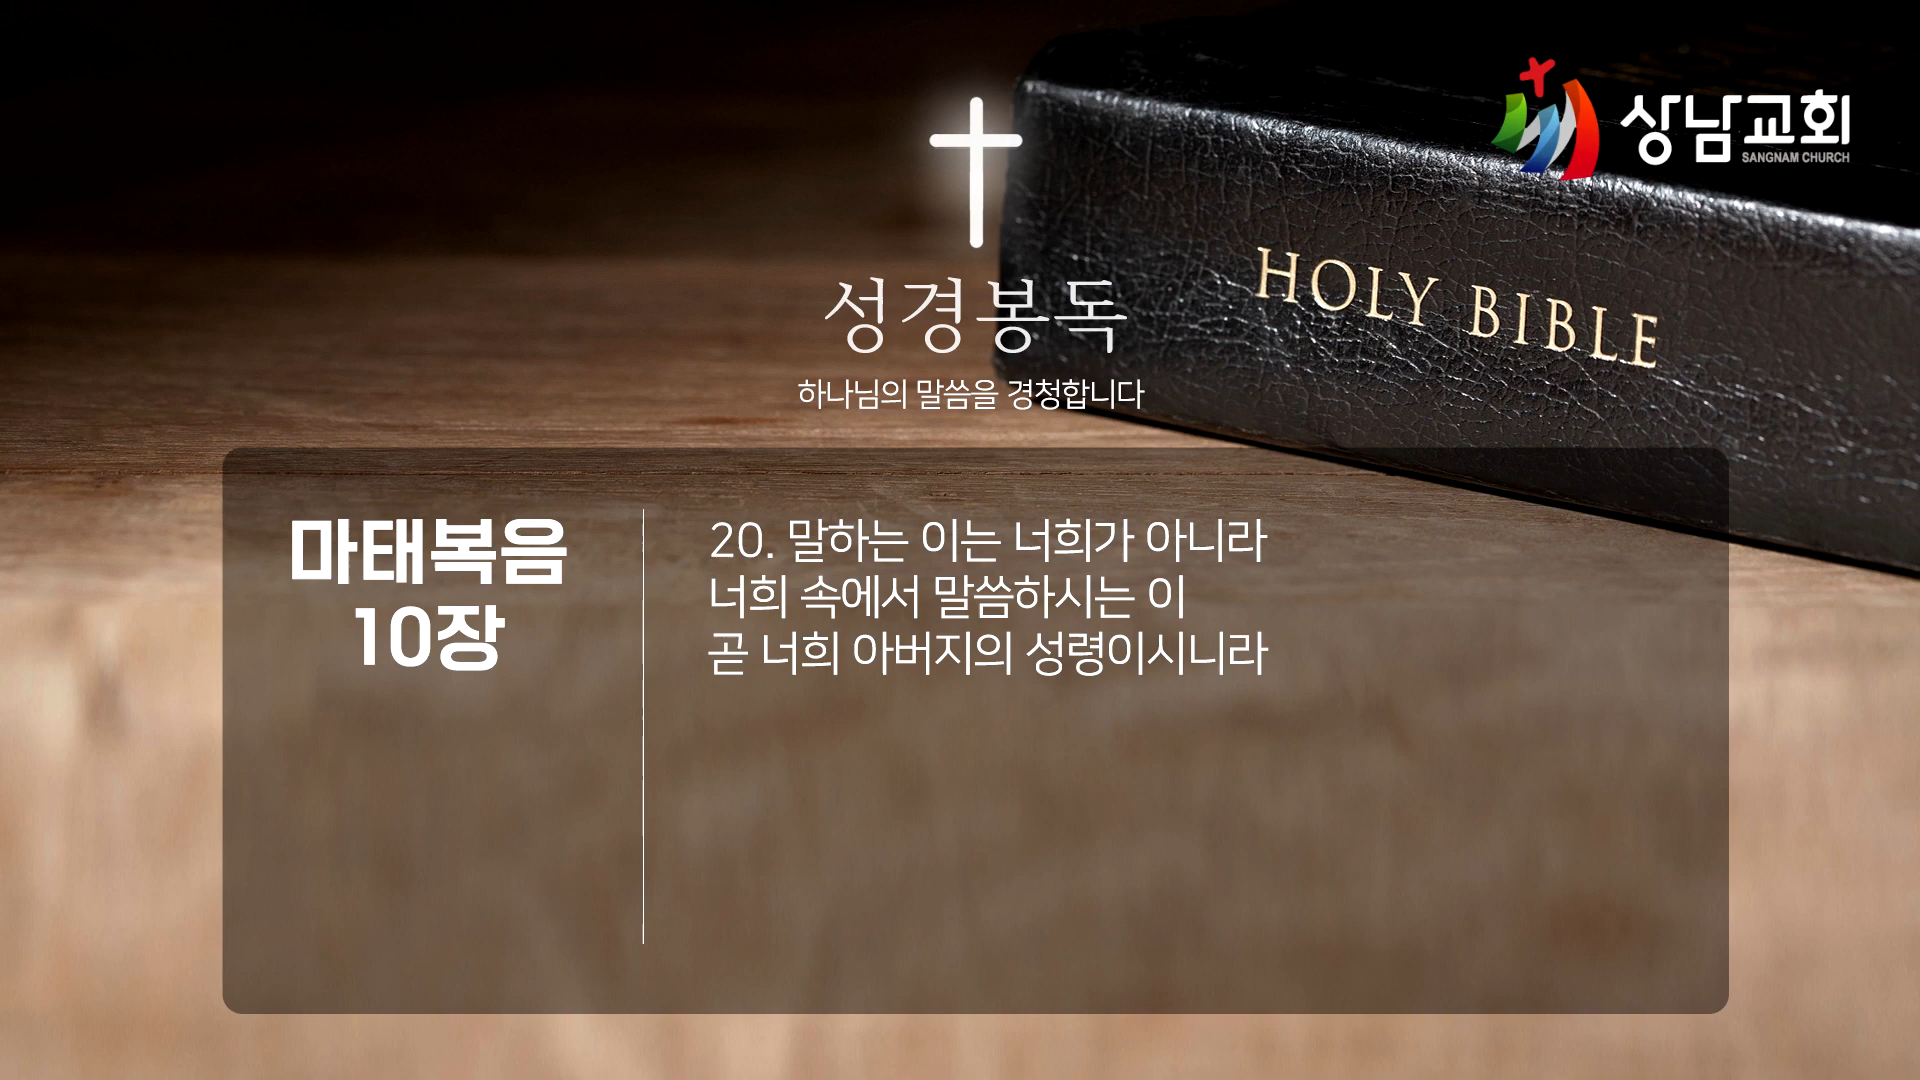 상남교회
SANGNAM CHURCH
HOLY BIBLE
성경봉독
하나님의 말씀을 경청합니다
마태복음
10장
20. 말하는 이는 너희가 아니라
너희 속에서 말씀하시는 이
곧 너희 아버지의 성령이시니라